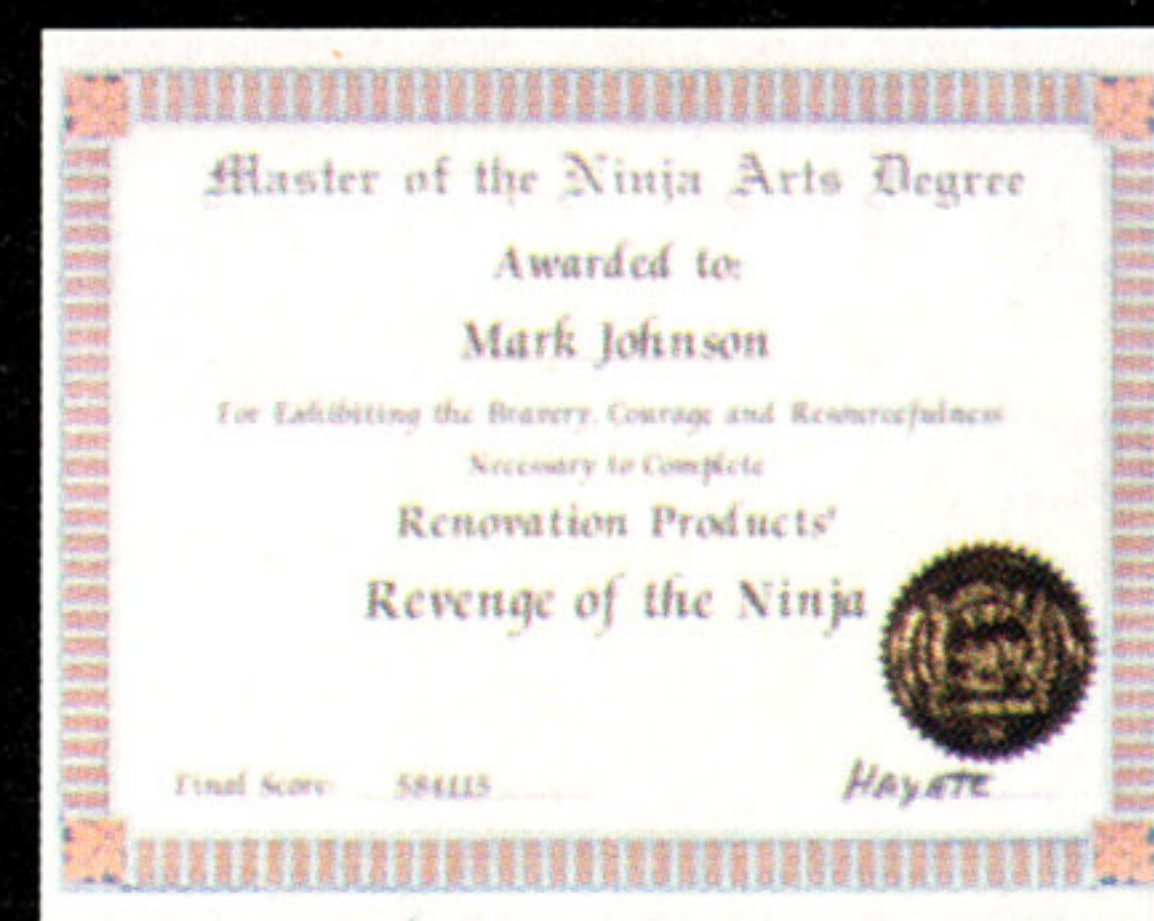 Master of the Ninja Arts Degree
Awarded to:
Mark Johnson
For Exhibiting the Bravery, Courage and Resourcefulness
Necessary to Complete
Renovation Products'
Revenge of the Ninja
Final Score: 584115
Hayate